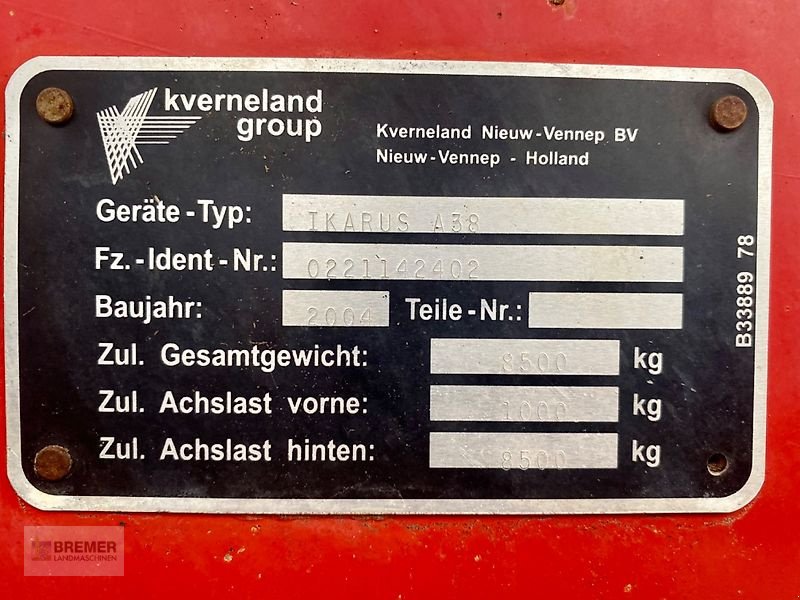 kverneland
group
Kverneland Nieuw-Vennep BV
Nieuw-Vennep - Holland
Geräte-Typ: IKARUS A38
Fz.-Ident-Nr.: 0221142402
Baujahr: 2004 Teile-Nr.:
Zul. Gesamtgewicht: 8500 kg
Zul. Achslast vorne: 1000 kg
Zul. Achslast hinten: 8500 kg
B33889 78
BREMER
LANDMASCHINEN